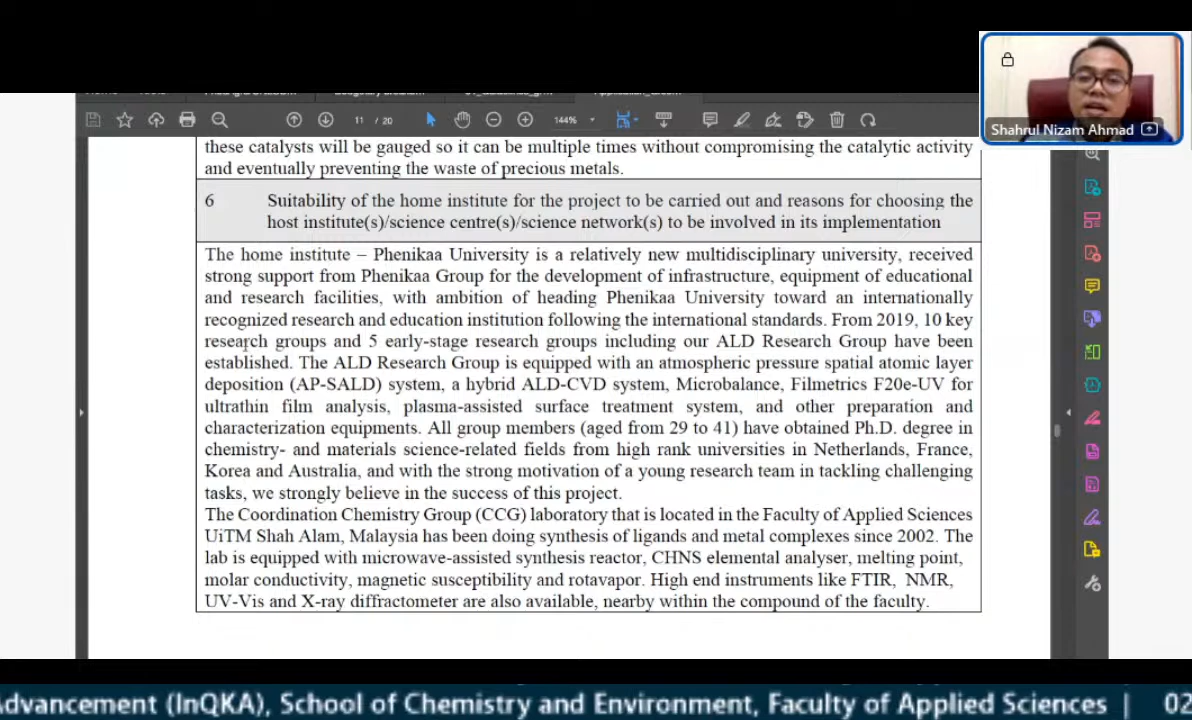 Shahrul Nizam Ahmad
11 / 20
144%
these catalysts will be gauged so it can be multiple times without compromising the catalytic activity
and eventually preventing the waste of precious metals.
6 Suitability of the home institute for the project to be carried out and reasons for choosing the
host institute(s)/science centre(s)/science network(s) to be involved in its implementation
The home institute – Phenikaa University is a relatively new multidisciplinary university, received
strong support from Phenikaa Group for the development of infrastructure, equipment of educational
and research facilities, with ambition of heading Phenikaa University toward an internationally
recognized research and education institution following the international standards. From 2019, 10 key
research groups and 5 early-stage research groups including our ALD Research Group have been
established. The ALD Research Group is equipped with an atmospheric pressure spatial atomic layer
deposition (AP-SALD) system, a hybrid ALD-CVD system, Microbalance, Filmetrics F20e-UV for
ultrathin film analysis, plasma-assisted surface treatment system, and other preparation and
characterization equipments. All group members (aged from 29 to 41) have obtained Ph.D. degree in
chemistry- and materials science-related fields from high rank universities in Netherlands, France,
Korea and Australia, and with the strong motivation of a young research team in tackling challenging
tasks, we strongly believe in the success of this project.
The Coordination Chemistry Group (CCG) laboratory that is located in the Faculty of Applied Sciences
UiTM Shah Alam, Malaysia has been doing synthesis of ligands and metal complexes since 2002. The
lab is equipped with microwave-assisted synthesis reactor, CHNS elemental analyser, melting point,
molar conductivity, magnetic susceptibility and rotavapor. High end instruments like FTIR, NMR,
UV-Vis and X-ray diffractometer are also available, nearby within the compound of the faculty.
dvancement (InQKA), School of Chemistry and Environment, Faculty of Applied Sciences | 02